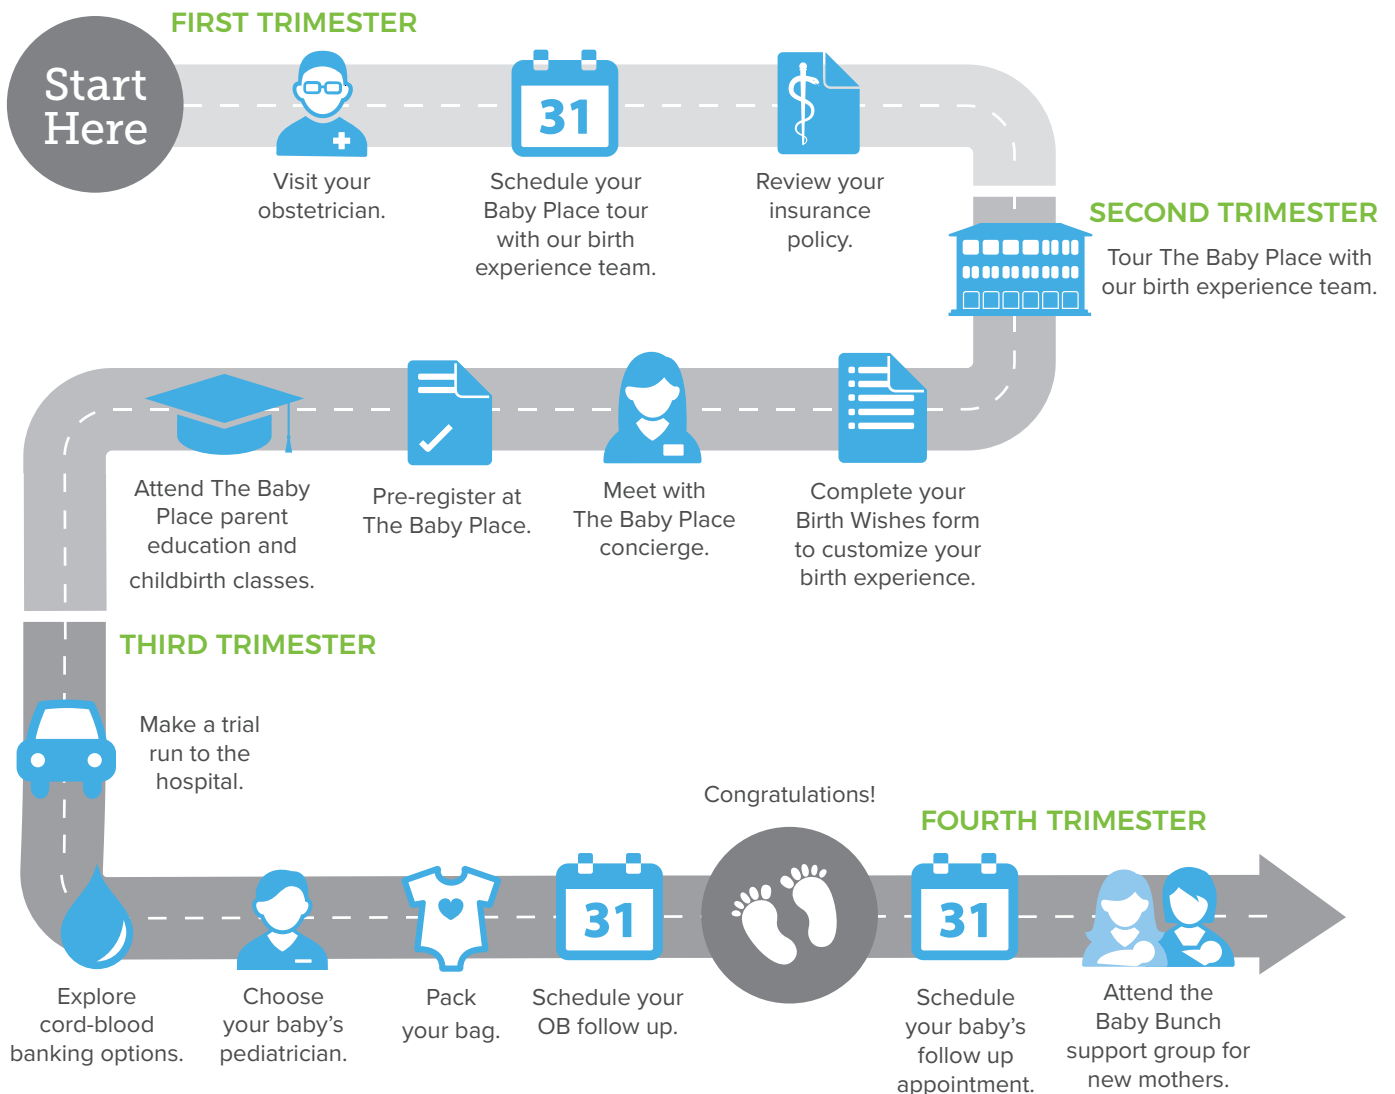 FIRST TRIMESTER
Start
Here
31
Visit your
obstetrician.
Schedule your
Baby Place tour
with our birth
experience team.
Review your
insurance
policy.
SECOND TRIMESTER
Tour The Baby Place with
our birth experience team.
Complete your
Birth Wishes form
to customize your
birth experience.
Meet with
The Baby Place
concierge.
Pre-register at
The Baby Place.
Attend The Baby
Place parent
education and
childbirth classes.
THIRD TRIMESTER
Make a trial
run to the
hospital.
Explore
cord-blood
banking options.
Choose
your baby’s
pediatrician.
Pack
your bag.
31
Schedule your
OB follow up.
Congratulations!
FOURTH TRIMESTER
31
Schedule
your baby’s
follow up
appointment.
Attend the
Baby Bunch
support group for
new mothers.